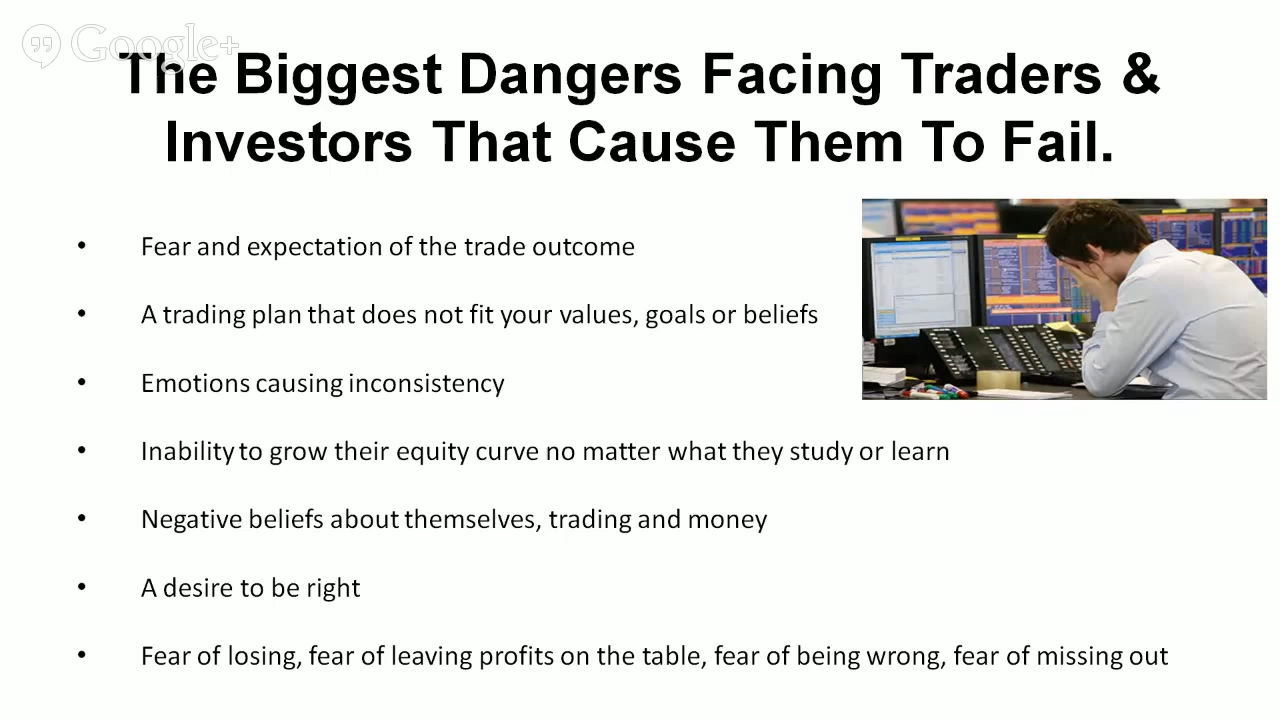 Google+
The Biggest Dangers Facing Traders &
Investors That Cause Them To Fail.
• Fear and expectation of the trade outcome
• A trading plan that does not fit your values, goals or beliefs
• Emotions causing inconsistency
• Inability to grow their equity curve no matter what they study or learn
• Negative beliefs about themselves, trading and money
• A desire to be right
• Fear of losing, fear of leaving profits on the table, fear of being wrong, fear of missing out